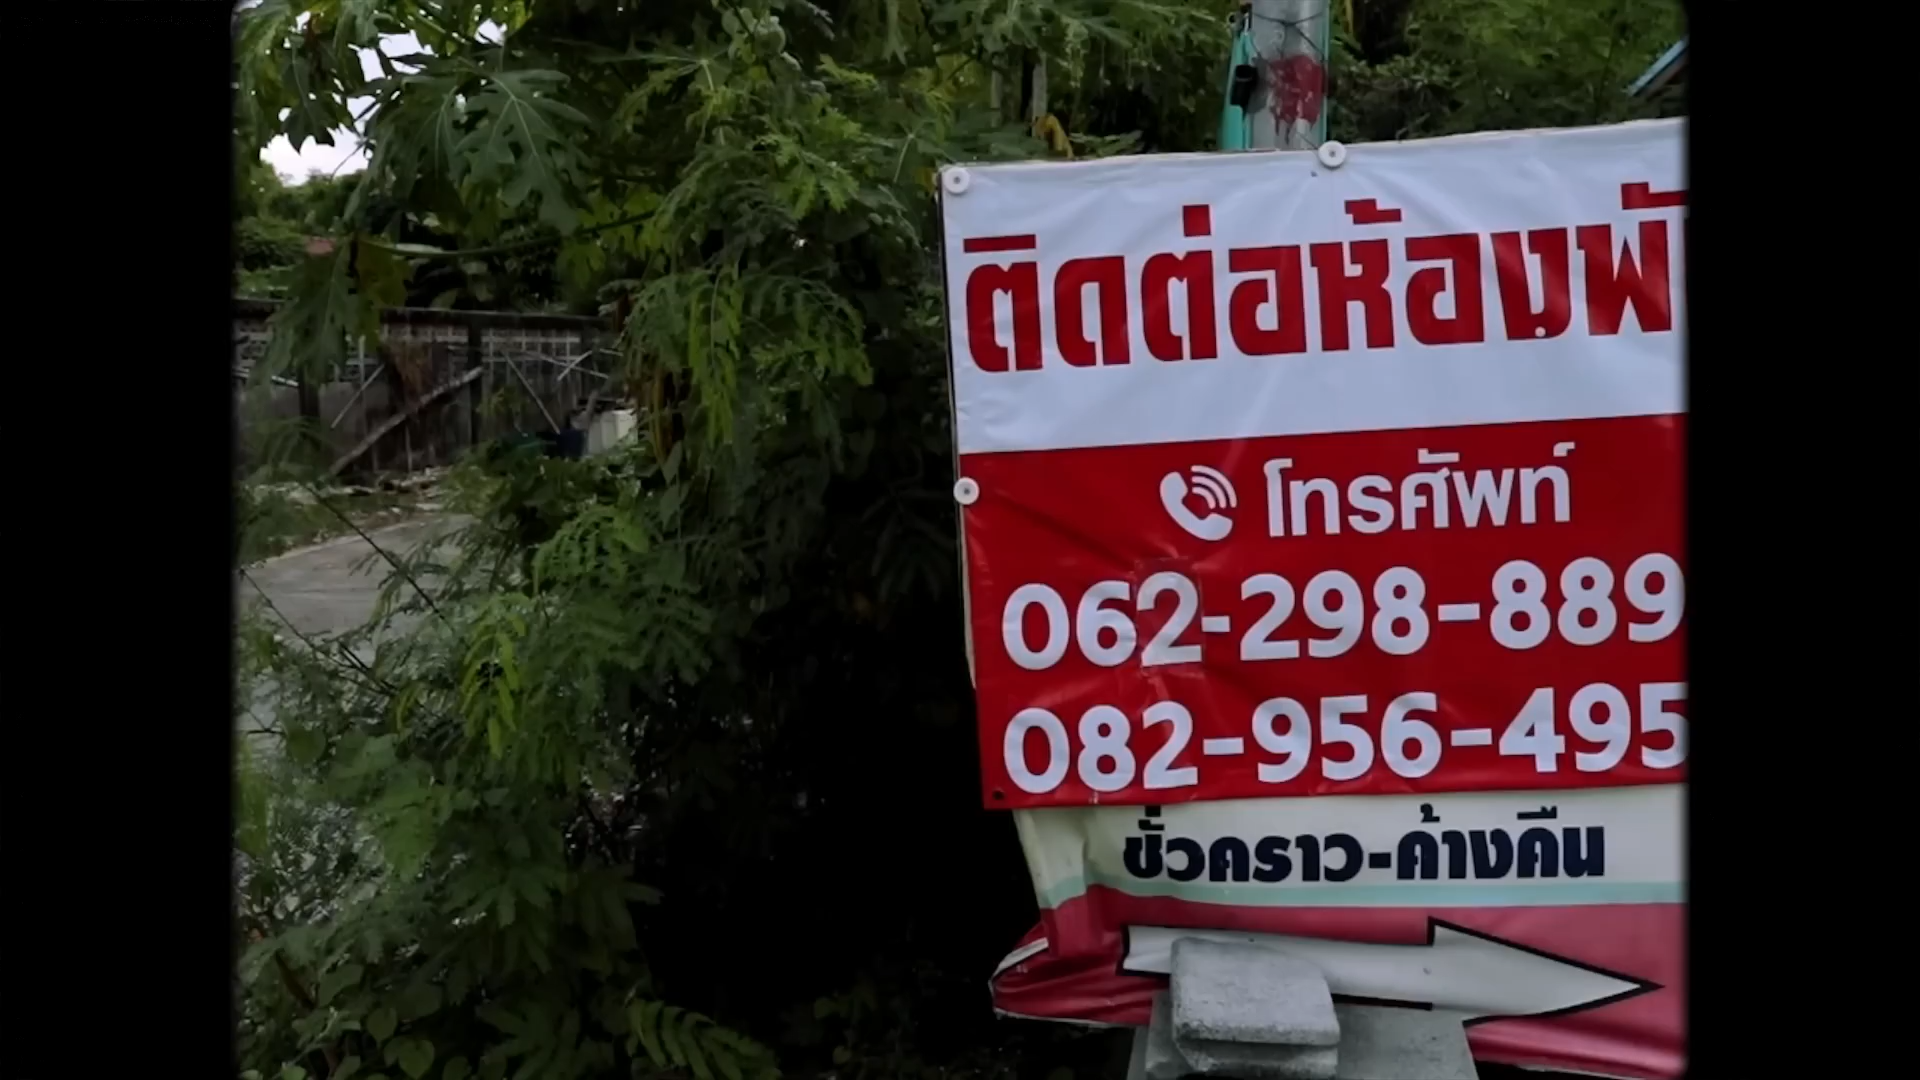 ติดต่อห้องพั
โทรศัพท์
062-298-889
082-956-495
ชั่วคราว-ค้างคืน